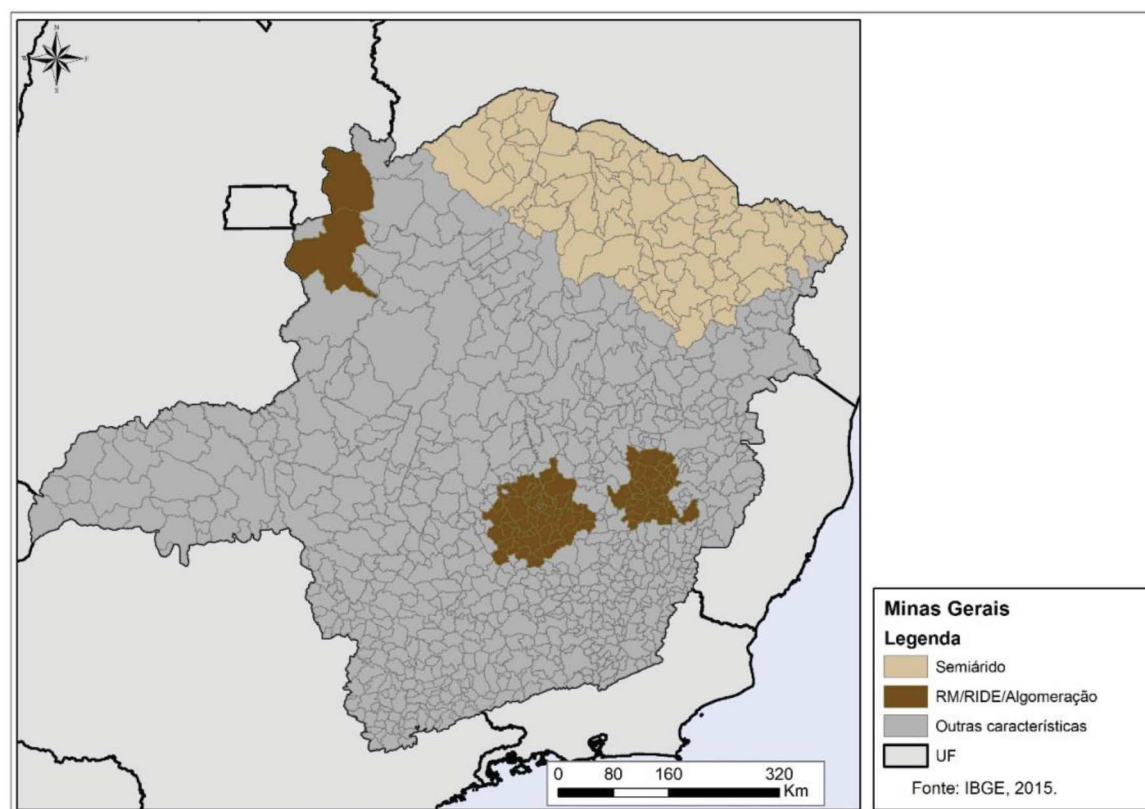 N
W
S
Minas Gerais
Legenda
Semiárido
RM/RIDE/Algomeração
Outras características
UF
Fonte: IBGE, 2015.
0 80 160 320
Km